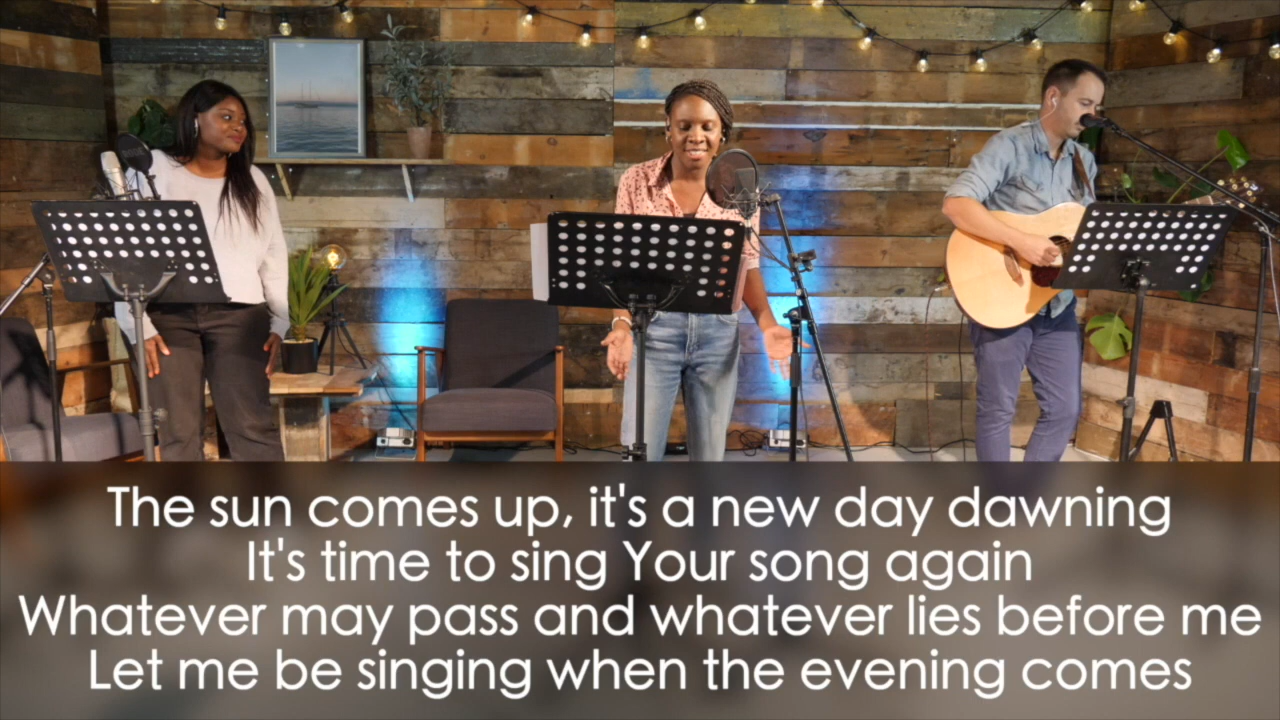 The sun comes up, it's a new day dawning
It's time to sing Your song again
Whatever may pass and whatever lies before me
Let me be singing when the evening comes